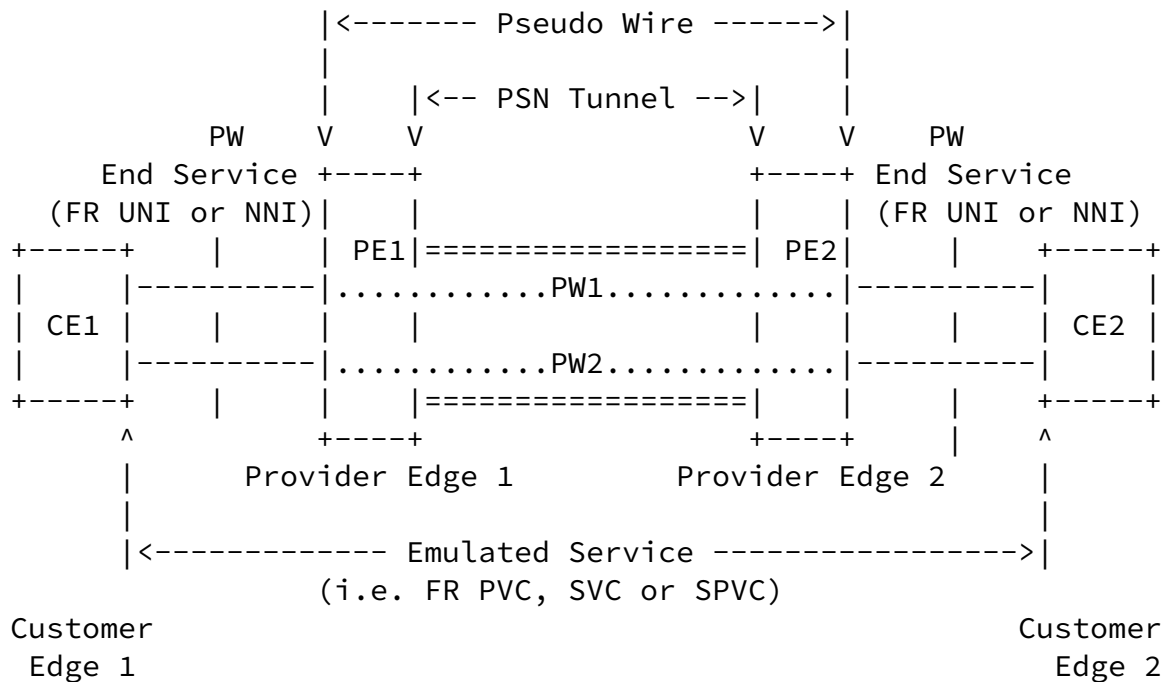 |<------- Pseudo Wire ------>|
|<-- PSN Tunnel -->|
PW V V V V PW
End Service +----+ +----+ End Service
(FR UNI or NNI)| | | | (FR UNI or NNI)
+-----+ | | PE1|==================| PE2| | +-----+
| |----------|............PW1.............|----------| |
| CE1 | | | | | | | | CE2 |
| |----------|............PW2.............|----------| |
+-----+ | | |==================| | | +-----+
^ +----+ +----+ | ^
| Provider Edge 1 Provider Edge 2 |
|<------------- Emulated Service ----------------->|
(i.e. FR PVC, SVC or SPVC)
Customer Customer
Edge 1 Edge 2